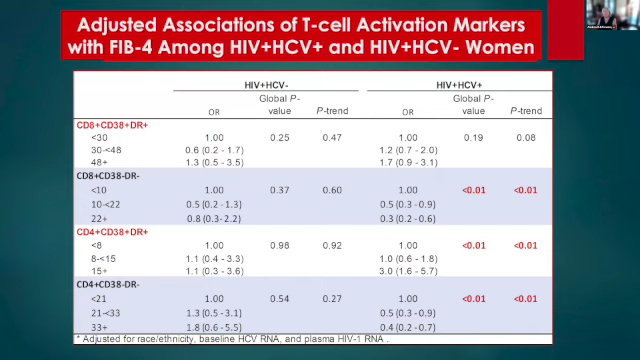 Adjusted Associations of T-cell Activation Markers
with FIB-4 Among HIV+HCV+ and HIV+HCV- Women
HIV+HCV- HIV+HCV+
OR Global P-value P-trend OR Global P-value P-trend
CD8+CD38+DR+
<30 1.00 0.25 0.47 1.00 0.19 0.08
30-<48 0.6 (0.2 - 1.7) 1.2 (0.7 - 2.0)
48+ 1.3 (0.5 - 3.5) 1.7 (0.9 - 3.1)
CD8+CD38-DR-
<10 1.00 0.37 0.60 1.00 <0.01 <0.01
10-<22 0.5 (0.2 - 1.3) 0.5 (0.3 - 0.9)
22+ 0.8 (0.3- 2.2) 0.3 (0.2 - 0.6)
CD4+CD38+DR+
<8 1.00 0.98 0.92 1.00 <0.01 <0.01
8-<15 1.1 (0.4 - 3.3) 1.0 (0.6 - 1.8)
15+ 1.1 (0.3 - 3.6) 3.0 (1.6 - 5.7)
CD4+CD38-DR-
<21 1.00 0.54 0.27 1.00 <0.01 <0.01
21-<33 1.3 (0.5 - 3.1) 0.5 (0.3 - 0.9)
33+ 1.8 (0.6 - 5.5) 0.4 (0.2 - 0.7)
* Adjusted for race/ethnicity, baseline HCV RNA, and plasma HIV-1 RNA .